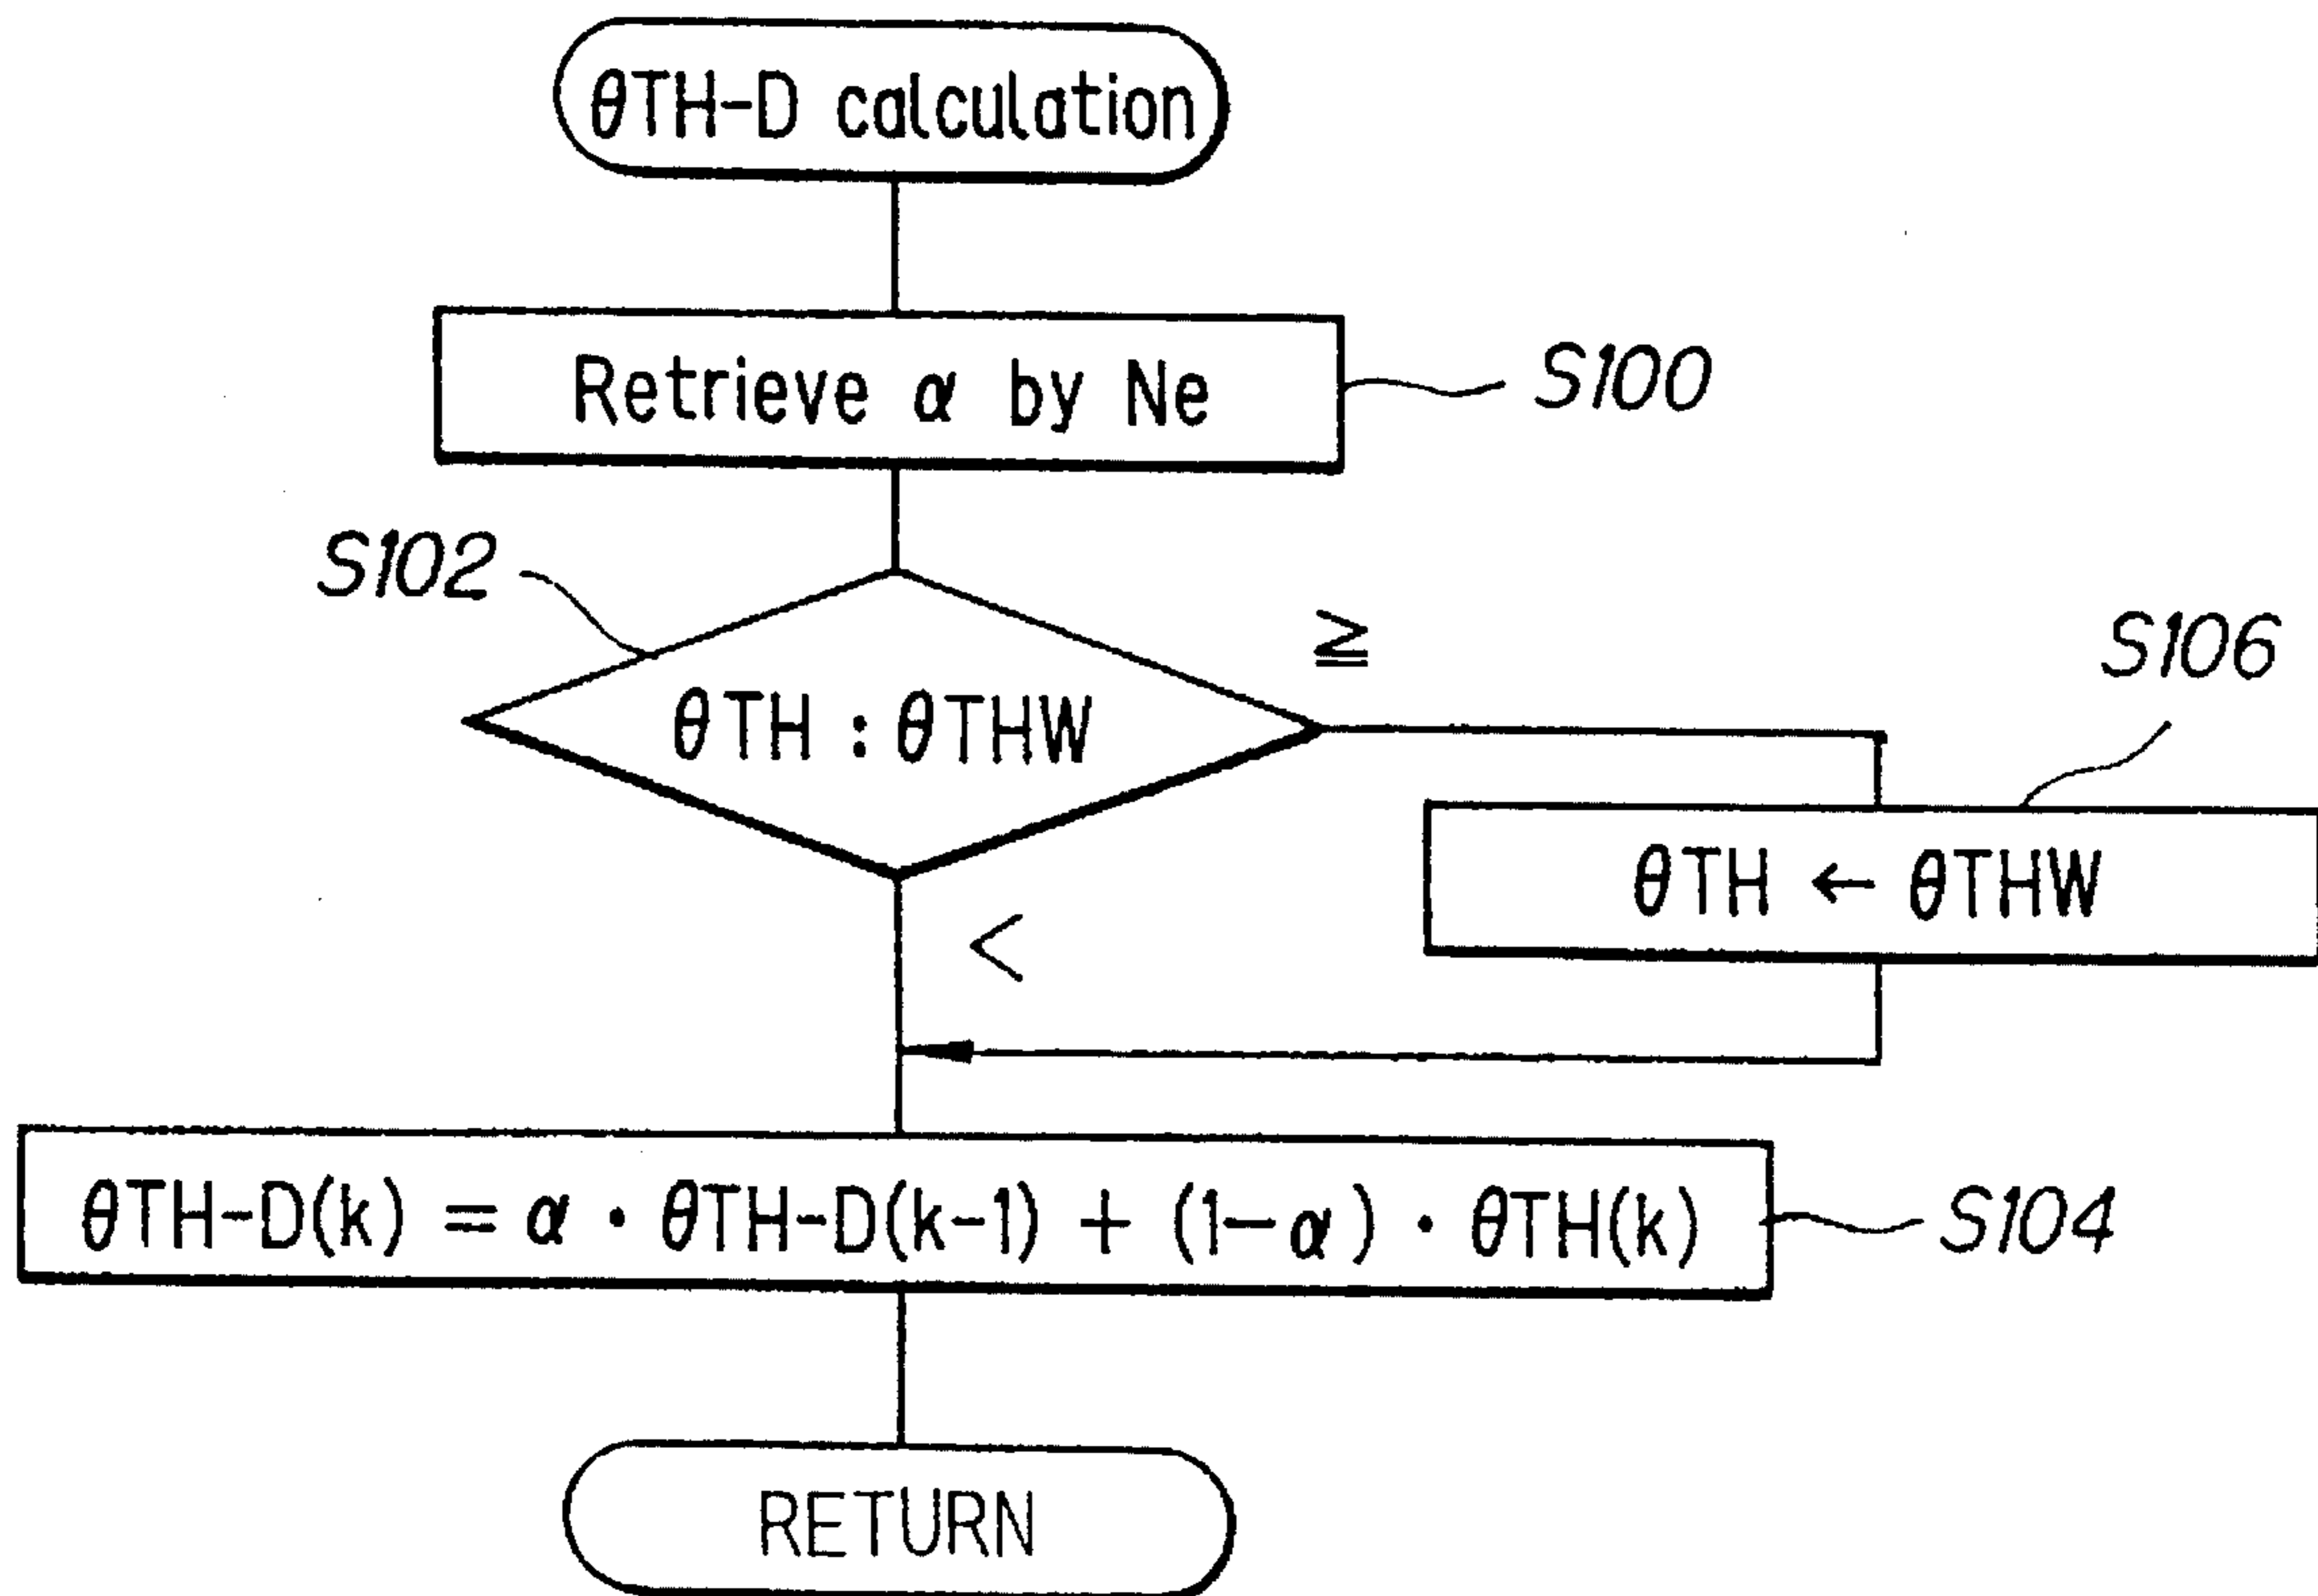 θTH-D calculation
Retrieve α by Ne
S100
S102
≧
S106
θTH : θTHW
θTH ← θTHW
<
θTH-D(k) = α · θTH-D(k-1) + (1-α) · θTH(k)
S104
RETURN